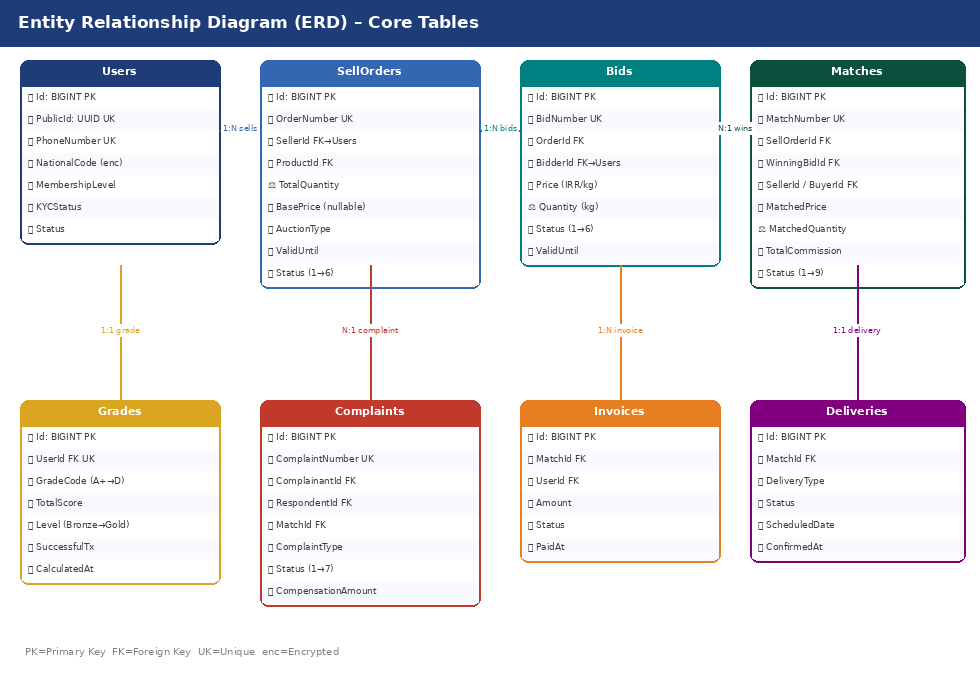 Entity Relationship Diagram (ERD) – Core Tables
Users
Id: BIGINT PK
PublicId: UUID UK
PhoneNumber UK
NationalCode (enc)
MembershipLevel
KYCStatus
Status
1:N sells
SellOrders
Id: BIGINT PK
OrderNumber UK
SellerId FK→Users
ProductId FK
⚖ TotalQuantity
BasePrice (nullable)
AuctionType
ValidUntil
Status (1→6)
1:N bids
Bids
Id: BIGINT PK
BidNumber UK
OrderId FK
BidderId FK→Users
Price (IRR/kg)
⚖ Quantity (kg)
Status (1→6)
ValidUntil
N:1 wins
Matches
Id: BIGINT PK
MatchNumber UK
SellOrderId FK
WinningBidId FK
SellerId / BuyerId FK
MatchedPrice
⚖ MatchedQuantity
TotalCommission
Status (1→9)
1:1 grade
N:1 complaint
1:N invoice
1:1 delivery
Grades
Id: BIGINT PK
UserId FK UK
GradeCode (A+→D)
TotalScore
Level (Bronze→Gold)
SuccessfulTx
CalculatedAt
Complaints
Id: BIGINT PK
ComplaintNumber UK
ComplainantId FK
RespondentId FK
MatchId FK
ComplaintType
Status (1→7)
CompensationAmount
Invoices
Id: BIGINT PK
MatchId FK
UserId FK
Amount
Status
PaidAt
Deliveries
Id: BIGINT PK
MatchId FK
DeliveryType
Status
ScheduledDate
ConfirmedAt
PK=Primary Key FK=Foreign Key UK=Unique enc=Encrypted